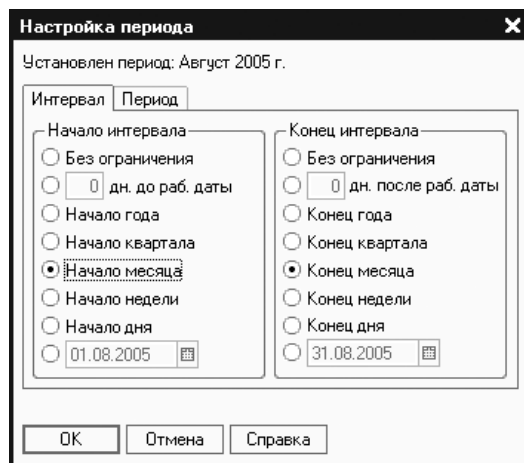 Настройка периода
Установлен период: Август 2005 г.
Интервал Период
Начало интервала
Без ограничения
0 дн. до раб. даты
Начало года
Начало квартала
Начало месяца
Начало недели
Начало дня
01.08.2005
Конец интервала
Без ограничения
0 дн. после раб. даты
Конец года
Конец квартала
Конец месяца
Конец недели
Конец дня
31.08.2005
OK Отмена Справка